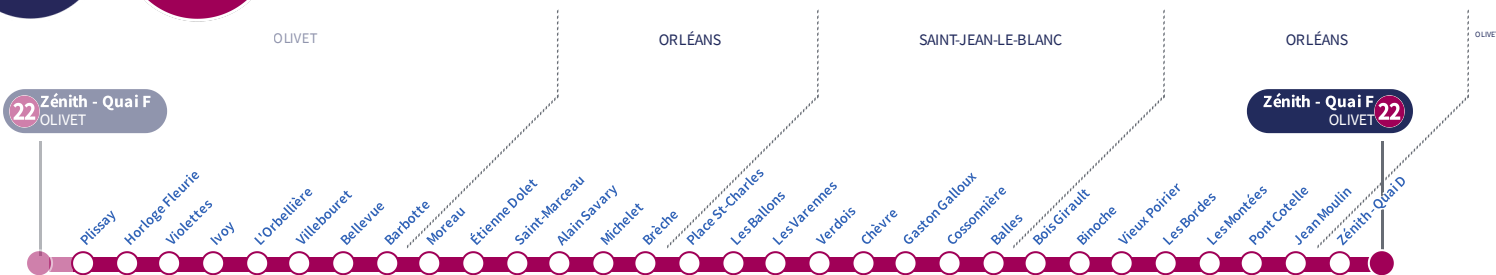 OLIVET
ORLÉANS
SAINT-JEAN-LE-BLANC
ORLÉANS
OLIVE
22
Zénith - Quai F
OLIVET
Zénith - Quai F
OLIVET
22
Plissay
Horloge Fleurie
Violettes
Ivoy
L'Orbellière
Villebouret
Bellevue
Barbotte
Moreau
Étienne Dolet
Saint-Marceau
Alain Savary
Michelet
Brèche
Place St-Charles
Les Ballons
Les Varennes
Verdois
Chèvre
Gaston Galloux
Cossonnière
Balles
Bois Girault
Binoche
Vieux Poirier
Les Bordes
Les Montées
Pont Cotelle
Jean Moulin
Zénith - Quai D